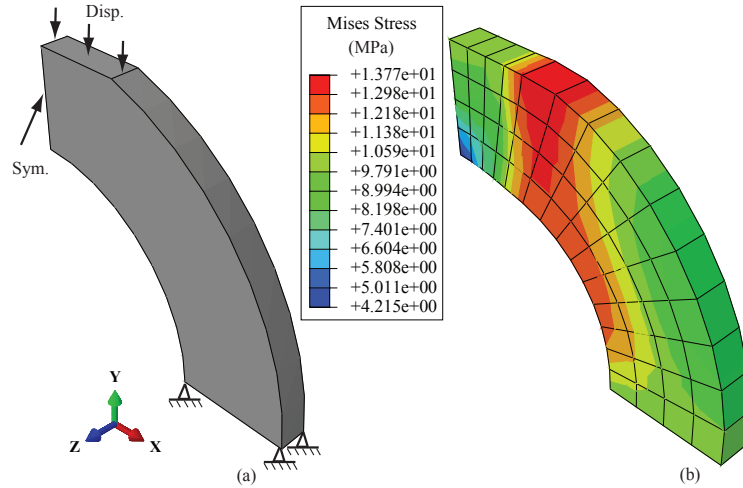 Disp.
Sym.
Y
Z
X
(a)
Mises Stress
(MPa)
+1.377e+01
+1.298e+01
+1.218e+01
+1.138e+01
+1.059e+01
+9.791e+00
+8.994e+00
+8.198e+00
+7.401e+00
+6.604e+00
+5.808e+00
+5.011e+00
+4.215e+00
(b)